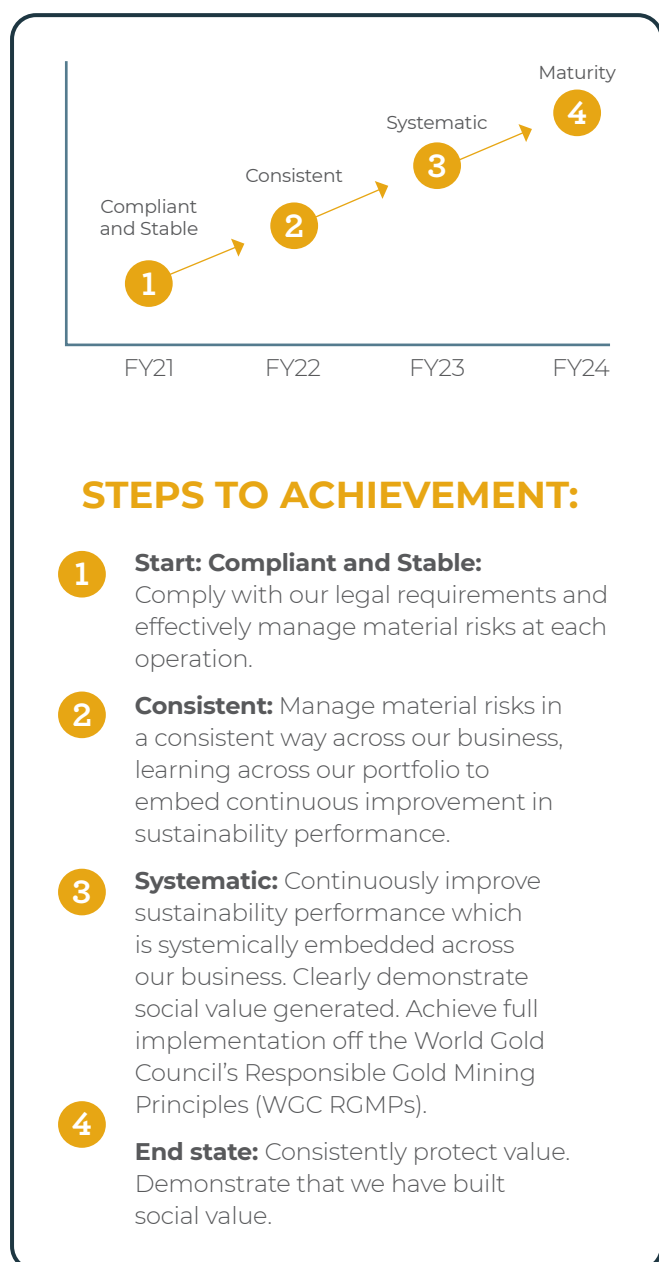 Maturity
4
Systematic
3
Consistent
2
Compliant
and Stable
1
FY21 FY22 FY23 FY24
STEPS TO ACHIEVEMENT:
1
Start: Compliant and Stable:
Comply with our legal requirements and
effectively manage material risks at each
operation.
2
Consistent: Manage material risks in
a consistent way across our business,
learning across our portfolio to
embed continuous improvement in
sustainability performance.
3
Systematic: Continuously improve
sustainability performance which
is systemically embedded across
our business. Clearly demonstrate
social value generated. Achieve full
implementation off the World Gold
Council's Responsible Gold Mining
Principles (WGC RGMPs).
4
End state: Consistently protect value.
Demonstrate that we have built
social value.